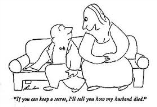 "If you can keep a secret, I'll tell you how my husband died."